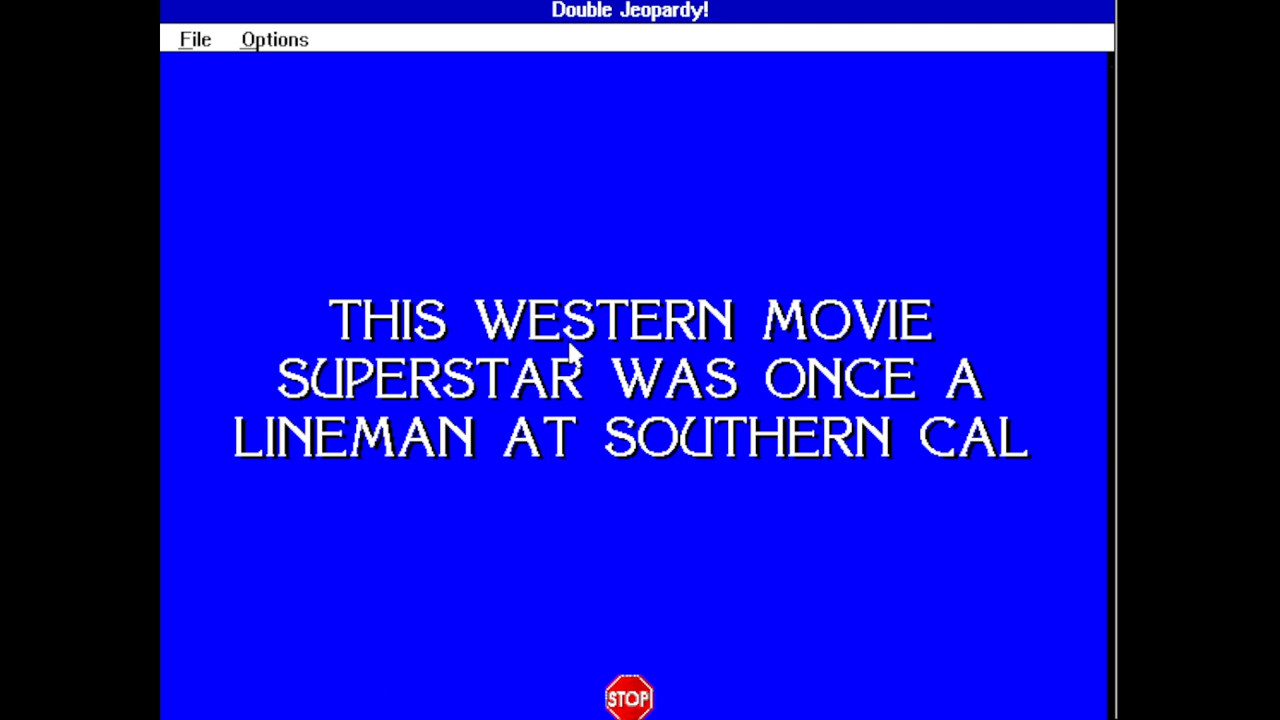 Double Jeopardy!
File Options
THIS WESTERN MOVIE
SUPERSTAR WAS ONCE A
LINEMAN AT SOUTHERN CAL
STOP